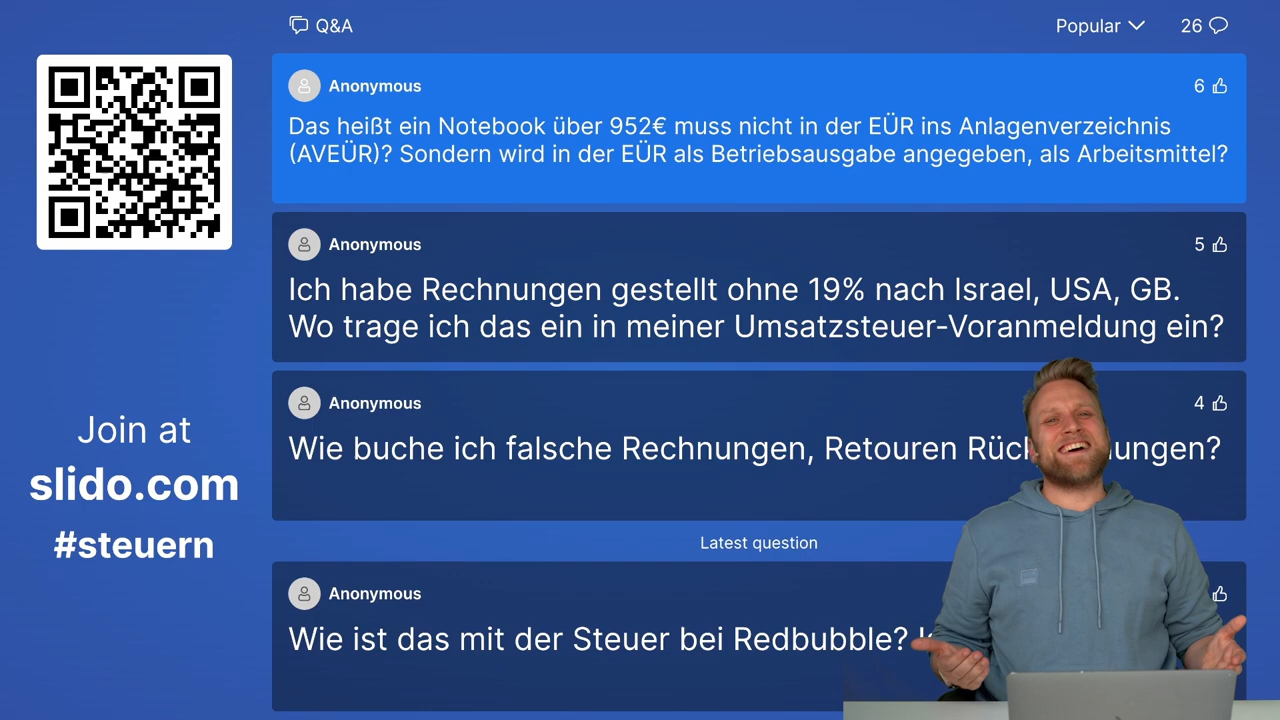 Q&A
Popular
26
Anonymous
6
Das heißt ein Notebook über 952€ muss nicht in der EÜR ins Anlagenverzeichnis
(AVEÜR)? Sondern wird in der EÜR als Betriebsausgabe angegeben, als Arbeitsmittel?
Anonymous
5
Ich habe Rechnungen gestellt ohne 19% nach Israel, USA, GB.
Wo trage ich das ein in meiner Umsatzsteuer-Voranmeldung ein?
Anonymous
4
Wie buche ich falsche Rechnungen, Retouren
Latest question
Anonymous
Wie ist das mit der Steuer bei Redbubble?
Join at
slido.com
#steuern